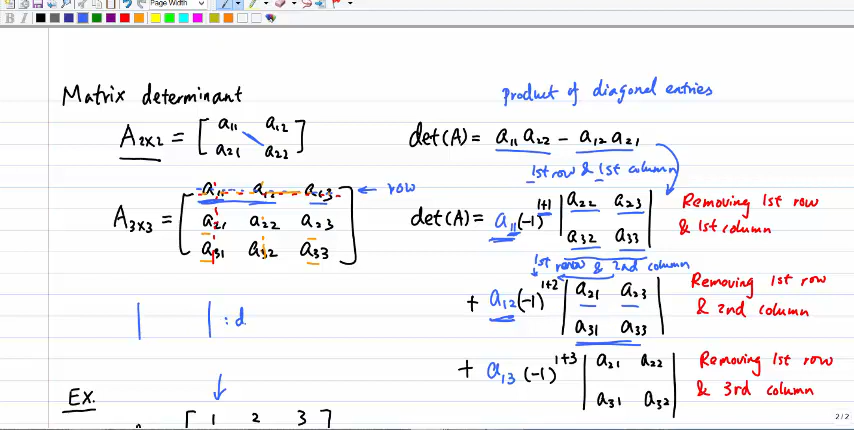 Page Width
B I
Matrix determinant
A2x2 = [ a11 a12
a21 a22 ]
A3x3 = [ a11 a12 a13
a21 a22 a23
a31 a32 a33 ]
← row
| | : d
Ex.
[ 1 2 3 ]
product of diagonal entries
det(A) = a11 a22 - a12 a21
1st row & 1st column
det(A) = a11 (-1)^1+1 | a22 a23
a32 a33 |
Removing 1st row
& 1st column
1st row & 2nd column
+ a12 (-1)^1+2 | a21 a23
a31 a33 |
Removing 1st row
& 2nd column
+ a13 (-1)^1+3 | a21 a22
a31 a32 |
Removing 1st row
& 3rd column
2/2